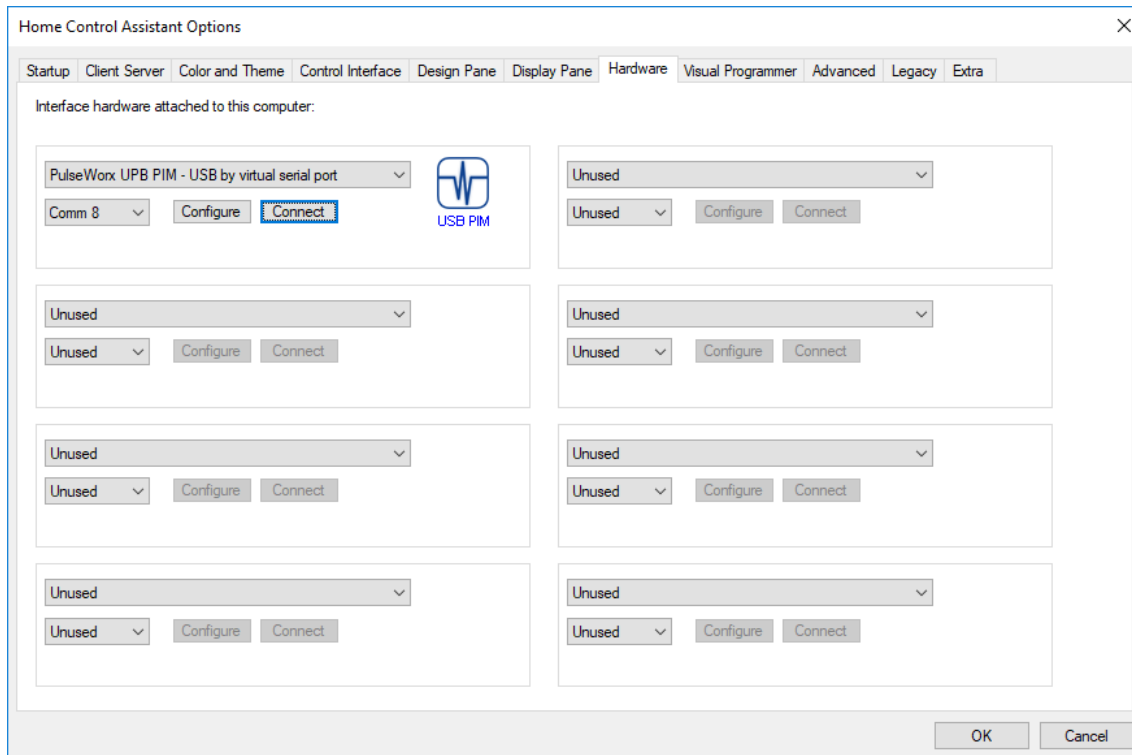 Home Control Assistant Options
Startup Client Server Color and Theme Control Interface Design Pane Display Pane Hardware Visual Programmer Advanced Legacy Extra
Interface hardware attached to this computer:
PulseWorx UPB PIM - USB by virtual serial port
Comm 8 Configure Connect
USB PIM
Unused
Unused Configure Connect
Unused
Unused Configure Connect
Unused
Unused Configure Connect
Unused
Unused Configure Connect
Unused
Unused Configure Connect
Unused
Unused Configure Connect
Unused
Unused Configure Connect
OK Cancel